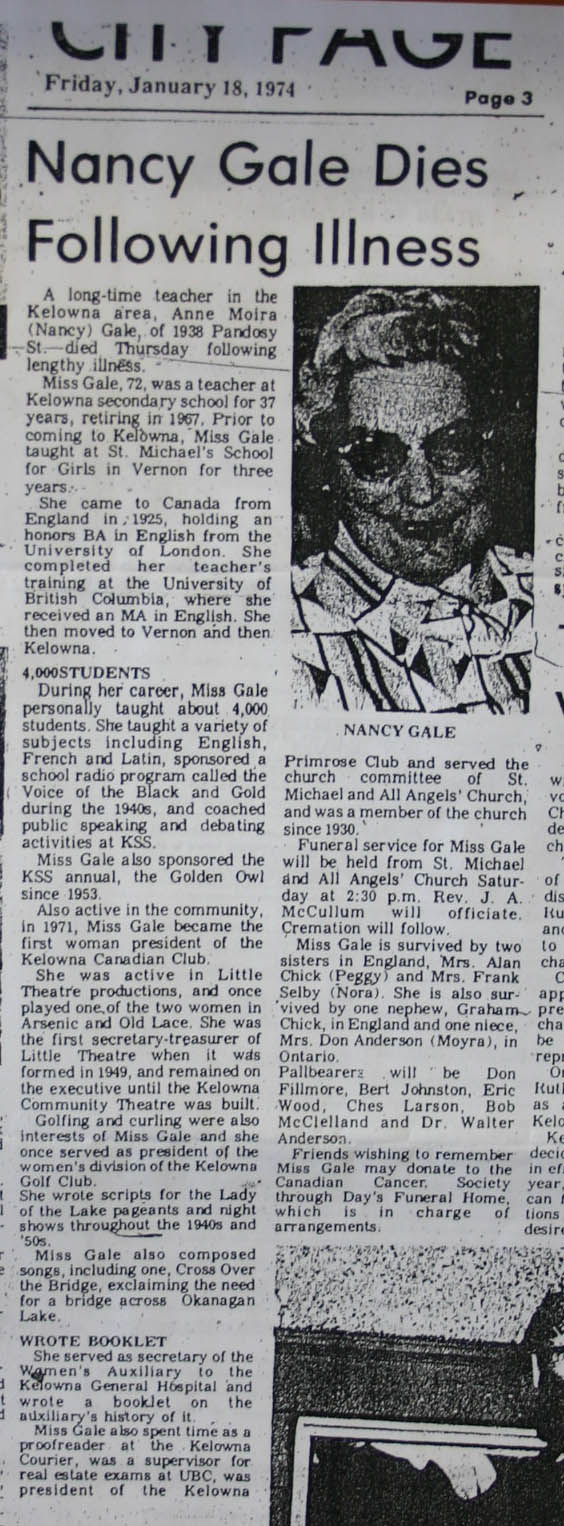 CITY PAGE
Friday, January 18, 1974
Page 3
Nancy Gale Dies
Following Illness
A long-time teacher in the
Kelowna area, Anne Moira
(Nancy) Gale, of 1938 Pandosy
St. died Thursday following
lengthy illness.
Miss Gale, 72, was a teacher at
Kelowna secondary school for 37
years, retiring in 1967. Prior to
coming to Kelowna, Miss Gale
taught at St. Michael's School
for Girls in Vernon for three
years.
She came to Canada from
England in 1925, holding an
honors BA in English from the
University of London. She
completed her teacher's
training at the University of
British Columbia, where she
received an MA in English. She
then moved to Vernon and then
Kelowna.
4,000 STUDENTS
During her career, Miss Gale
personally taught about 4,000
students. She taught a variety of
subjects including English,
French and Latin, sponsored a
school radio program called the
Voice of the Black and Gold
during the 1940s, and coached
public speaking and debating
activities at KSS.
Miss Gale also sponsored the
KSS annual, the Golden Owl
since 1953.
Also active in the community,
in 1971, Miss Gale became the
first woman president of the
Kelowna Canadian Club.
She was active in Little
Theatre productions, and once
played one of the two women in
Arsenic and Old Lace. She was
the first secretary-treasurer of
Little Theatre when it was
formed in 1949, and remained on
the executive until the Kelowna
Community Theatre was built.
Golfing and curling were also
interests of Miss Gale and she
once served as president of the
women's division of the Kelowna
Golf Club.
She wrote scripts for the Lady
of the Lake pageants and night
shows throughout the 1940s and
'50s.
Miss Gale also composed
songs, including one, Cross Over
the Bridge, exclaiming the need
for a bridge across Okanagan
Lake.
WROTE BOOKLET
She served as secretary of the
Women's Auxiliary to the
Kelowna General Hospital and
wrote a booklet on the
auxiliary's history of it.
Miss Gale also spent time as a
proofreader at the Kelowna
Courier, was a supervisor for
real estate exams at UBC, was
president of the Kelowna
NANCY GALE
Primrose Club and served the
church committee of St.
Michael and All Angels' Church,
and was a member of the church
since 1930.
Funeral service for Miss Gale
will be held from St. Michael
and All Angels' Church Satur-
day at 2:30 p.m. Rev. J. A.
McCullum will officiate.
Cremation will follow.
Miss Gale is survived by two
sisters in England, Mrs. Alan
Chick (Peggy) and Mrs. Frank
Selby (Nora). She is also sur-
vived by one nephew, Graham
Chick, in England and one niece,
Mrs. Don Anderson (Moyra), in
Ontario.
Pallbearers will be Don
Fillmore, Bert Johnston, Eric
Wood, Ches Larson, Bob
McClelland and Dr. Walter
Anderson.
Friends wishing to remember
Miss Gale may donate to the
Canadian Cancer Society
through Day's Funeral Home,
which is in charge of
arrangements.